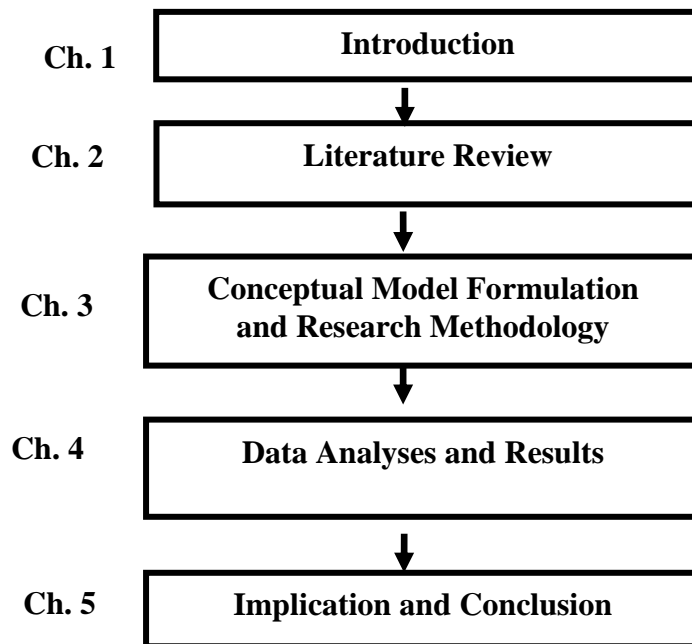 Ch. 1
Introduction
Ch. 2
Literature Review
Ch. 3
Conceptual Model Formulation
and Research Methodology
Ch. 4
Data Analyses and Results
Ch. 5
Implication and Conclusion